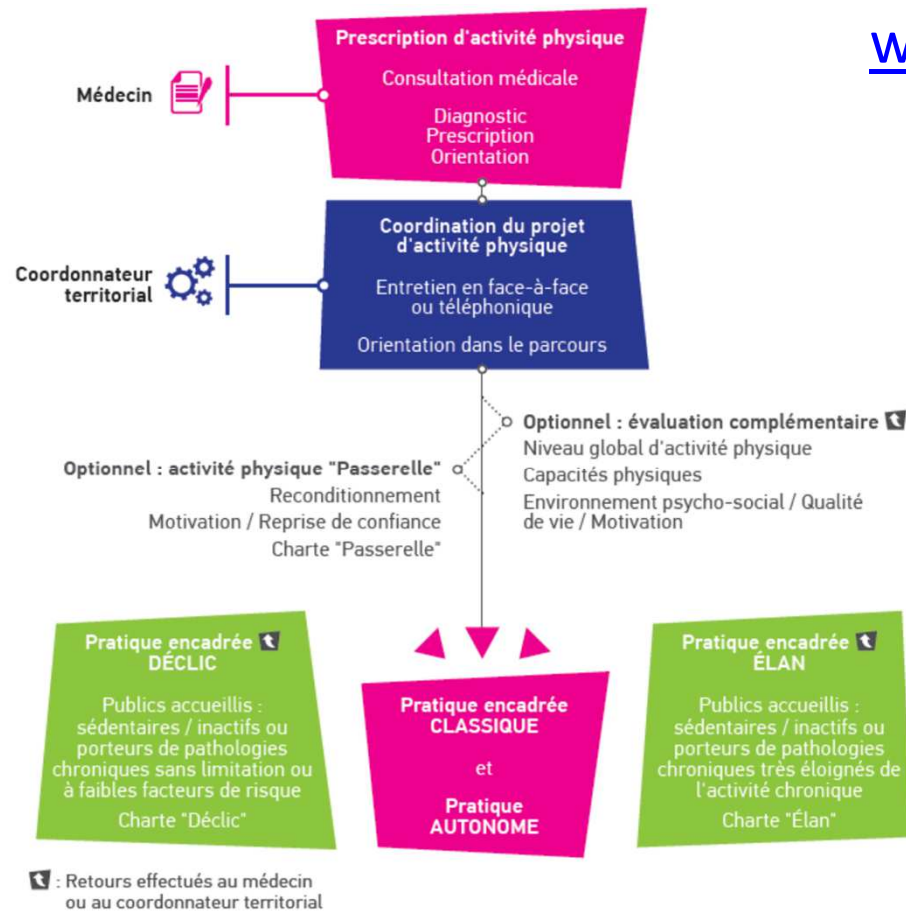 Prescription d'activité physique
Consultation médicale
Diagnostic
Prescription
Orientation
Médecin
Coordination du projet
d'activité physique
Entretien en face-à-face
ou téléphonique
Orientation dans le parcours
Coordonnateur
territorial
Optionnel : évaluation complémentaire
Niveau global d'activité physique
Capacités physiques
Environnement psycho-social / Qualité
de vie / Motivation
Optionnel : activité physique "Passerelle"
Reconditionnement
Motivation / Reprise de confiance
Charte "Passerelle"
Pratique encadrée
DÉCLIC
Publics accueillis :
sédentaires / inactifs ou
porteurs de pathologies
chroniques sans limitation ou
à faibles facteurs de risque
Charte "Déclic"
Pratique encadrée
CLASSIQUE
et
Pratique
AUTONOME
Pratique encadrée
ÉLAN
Publics accueillis :
sédentaires / inactifs ou
porteurs de pathologies
chroniques très éloignés de
l'activité chronique
Charte "Élan"
: Retours effectués au médecin
ou au coordonnateur territorial